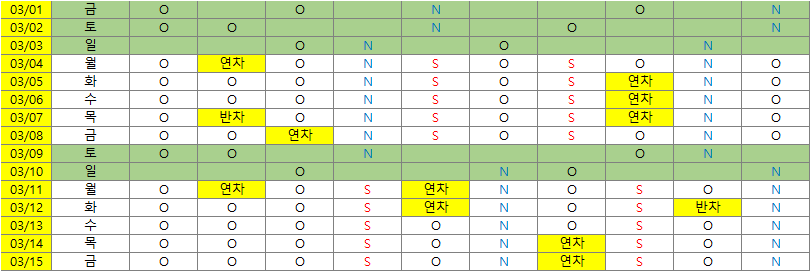 03/01 금 O O N O N
03/02 토 O O N O N
03/03 일 O N O N
03/04 월 O 연차 O N S O S O N O
03/05 화 O O O N S O S 연차 N O
03/06 수 O O O N S O S 연차 N O
03/07 목 O 반차 O N S O S 연차 N O
03/08 금 O O 연차 N S O S O N O
03/09 토 O O N O N
03/10 일 O N O N
03/11 월 O 연차 O S 연차 N O S O N
03/12 화 O O O S 연차 N O S 반차 N
03/13 수 O O O S O N O S O N
03/14 목 O O O S O N 연차 S O N
03/15 금 O O O S O N 연차 S O N